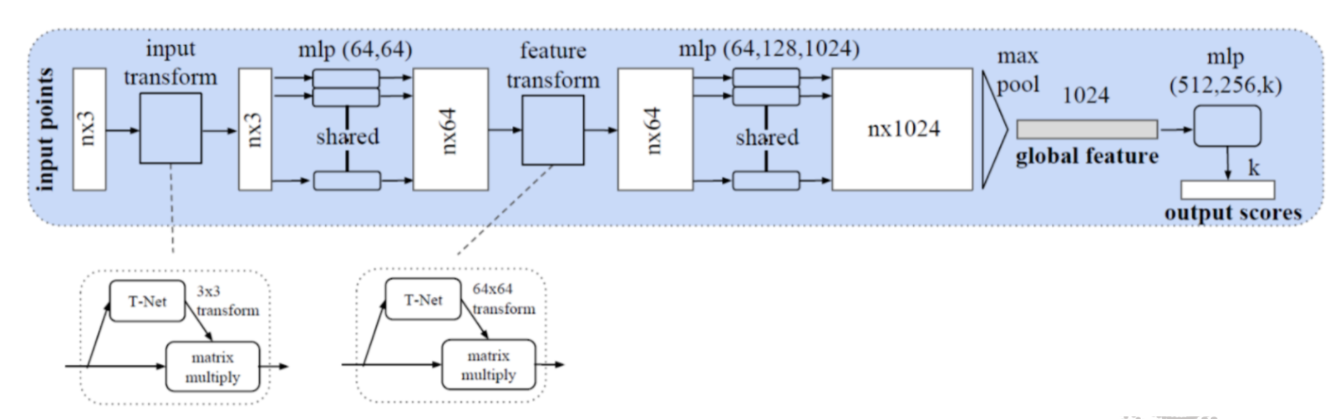 input
transform
mlp (64,64)
feature
transform
mlp (64,128,1024)
max
pool
mlp
(512,256,k)
input points
nx3
nx3
shared
nx64
nx64
shared
nx1024
1024
global feature
k
output scores
T-Net
3x3
transform
matrix
multiply
T-Net
64x64
transform
matrix
multiply